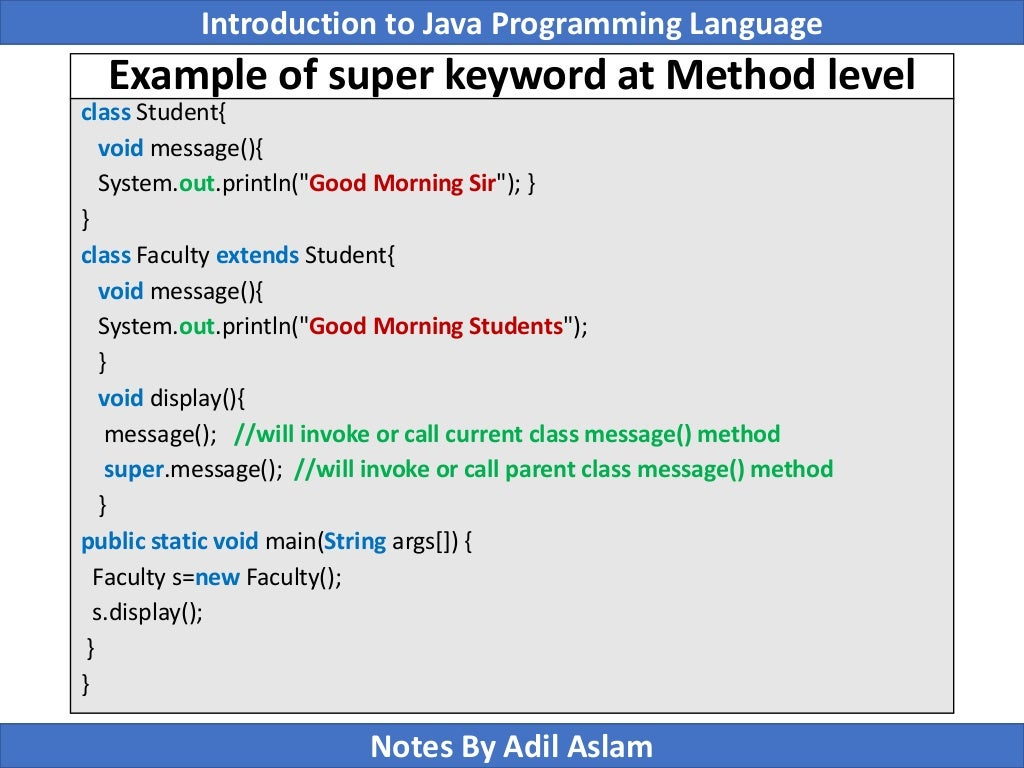 Introduction to Java Programming Language
Example of super keyword at Method level
class Student{
void message(){
System.out.println("Good Morning Sir"); }
}
class Faculty extends Student{
void message(){
System.out.println("Good Morning Students");
}
void display(){
message(); //will invoke or call current class message() method
super.message(); //will invoke or call parent class message() method
}
public static void main(String args[]) {
Faculty s=new Faculty();
s.display();
}
}
Notes By Adil Aslam